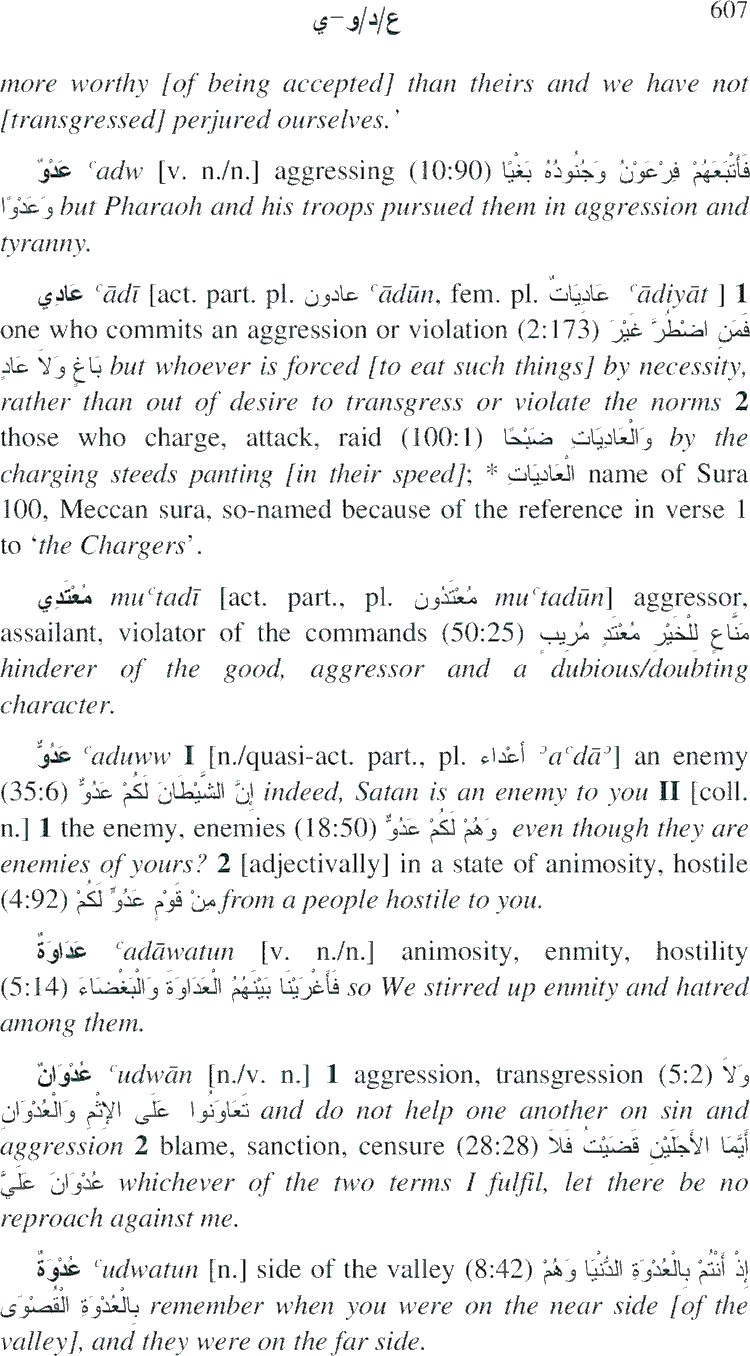 ع/د/و–ي 607
more worthy [of being accepted] than theirs and we have not
[transgressed] perjured ourselves.’
عَدْوٌ ʿadw [v. n./n.] aggressing (10:90) فَأَتْبَعَهُمْ فِرْعَوْنُ وَجُنُودُهُ بَغْيًا
وَعَدْوًا but Pharaoh and his troops pursued them in aggression and
tyranny.
عَادِي ʿādī [act. part. pl. عادون ʿādūn, fem. pl. عَادِيَاتٌ ʿādiyāt ] 1
one who commits an aggression or violation (2:173) فَمَنِ اضْطُرَّ غَيْرَ
بَاغٍ وَلاَ عَادٍ but whoever is forced [to eat such things] by necessity,
rather than out of desire to transgress or violate the norms 2
those who charge, attack, raid (100:1) وَالْعَادِيَاتِ ضَبْحًا by the
charging steeds panting [in their speed]; * الْعَادِيَاتِ name of Sura
100, Meccan sura, so-named because of the reference in verse 1
to ‘the Chargers’.
مُعْتَدِي muʿtadī [act. part., pl. مُعْتَدُون muʿtadūn] aggressor,
assailant, violator of the commands (50:25) مَنَّاعٍ لِلْخَيْرِ مُعْتَدٍ مُرِيبٍ
hinderer of the good, aggressor and a dubious/doubting
character.
عَدُوٌّ ʿaduww I [n./quasi-act. part., pl. أَعْداء ʾaʿdāʾ] an enemy
(35:6) إِنَّ الشَّيْطَانَ لَكُمْ عَدُوٌّ indeed, Satan is an enemy to you II [coll.
n.] 1 the enemy, enemies (18:50) وَهُمْ لَكُمْ عَدُوٌّ even though they are
enemies of yours? 2 [adjectivally] in a state of animosity, hostile
(4:92) مِنْ قَوْمٍ عَدُوٍّ لَكُمْ from a people hostile to you.
عَدَاوَةٌ ʿadāwatun [v. n./n.] animosity, enmity, hostility
(5:14) فَأَغْرَيْنَا بَيْنَهُمُ الْعَدَاوَةَ وَالْبَغْضَاءَ so We stirred up enmity and hatred
among them.
عُدْوَانٌ ʿudwān [n./v. n.] 1 aggression, transgression (5:2) وَلاَ
تَعَاوَنُوا عَلَى الإِثْمِ وَالْعُدْوَانِ and do not help one another on sin and
aggression 2 blame, sanction, censure (28:28) أَيَّمَا الأَجَلَيْنِ قَضَيْتُ فَلاَ
عُدْوَانَ عَلَيَّ whichever of the two terms I fulfil, let there be no
reproach against me.
عُدْوَةٌ ʿudwatun [n.] side of the valley (8:42) إِذْ أَنْتُمْ بِالْعُدْوَةِ الدُّنْيَا وَهُمْ
بِالْعُدْوَةِ الْقُصْوَى remember when you were on the near side [of the
valley], and they were on the far side.